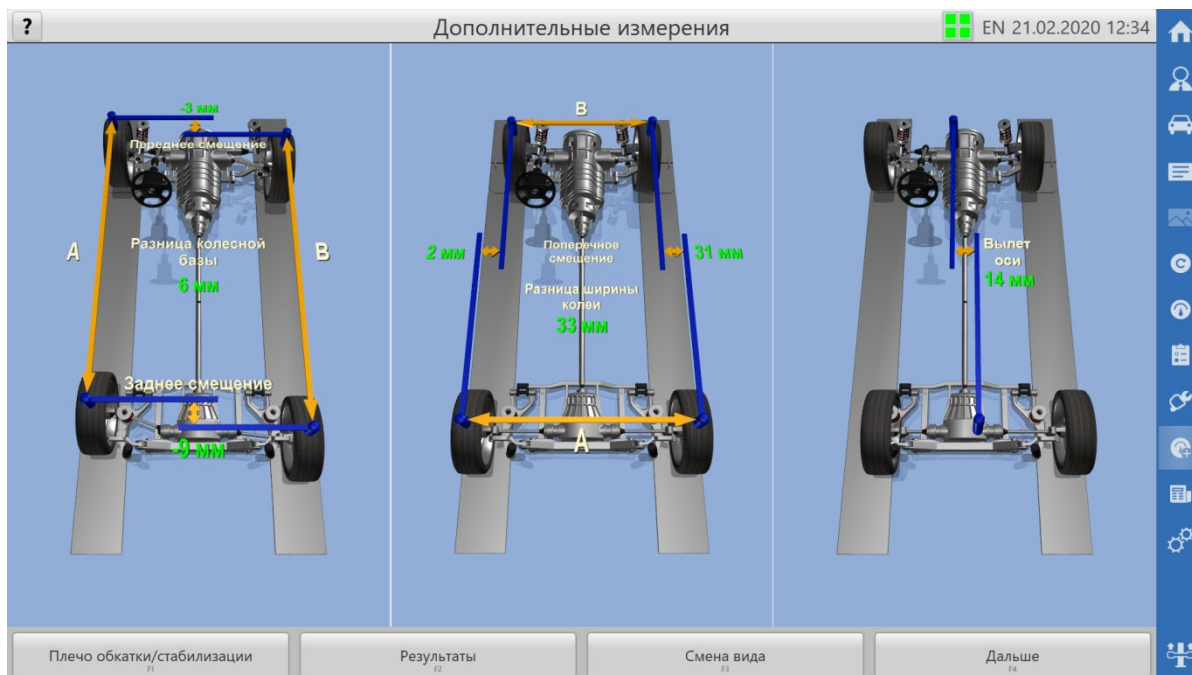 ?
Дополнительные измерения
EN 21.02.2020 12:34
-3 мм
Переднее смещение
A
Разница колесной
базы
6 мм
B
Заднее смещение
-9 мм
B
2 мм
Поперечное
смещение
31 мм
Разница ширины
колеи
33 мм
A
Вылет
оси
14 мм
Плечо обкатки/стабилизации
F1
Результаты
F2
Смена вида
F3
Дальше
F4